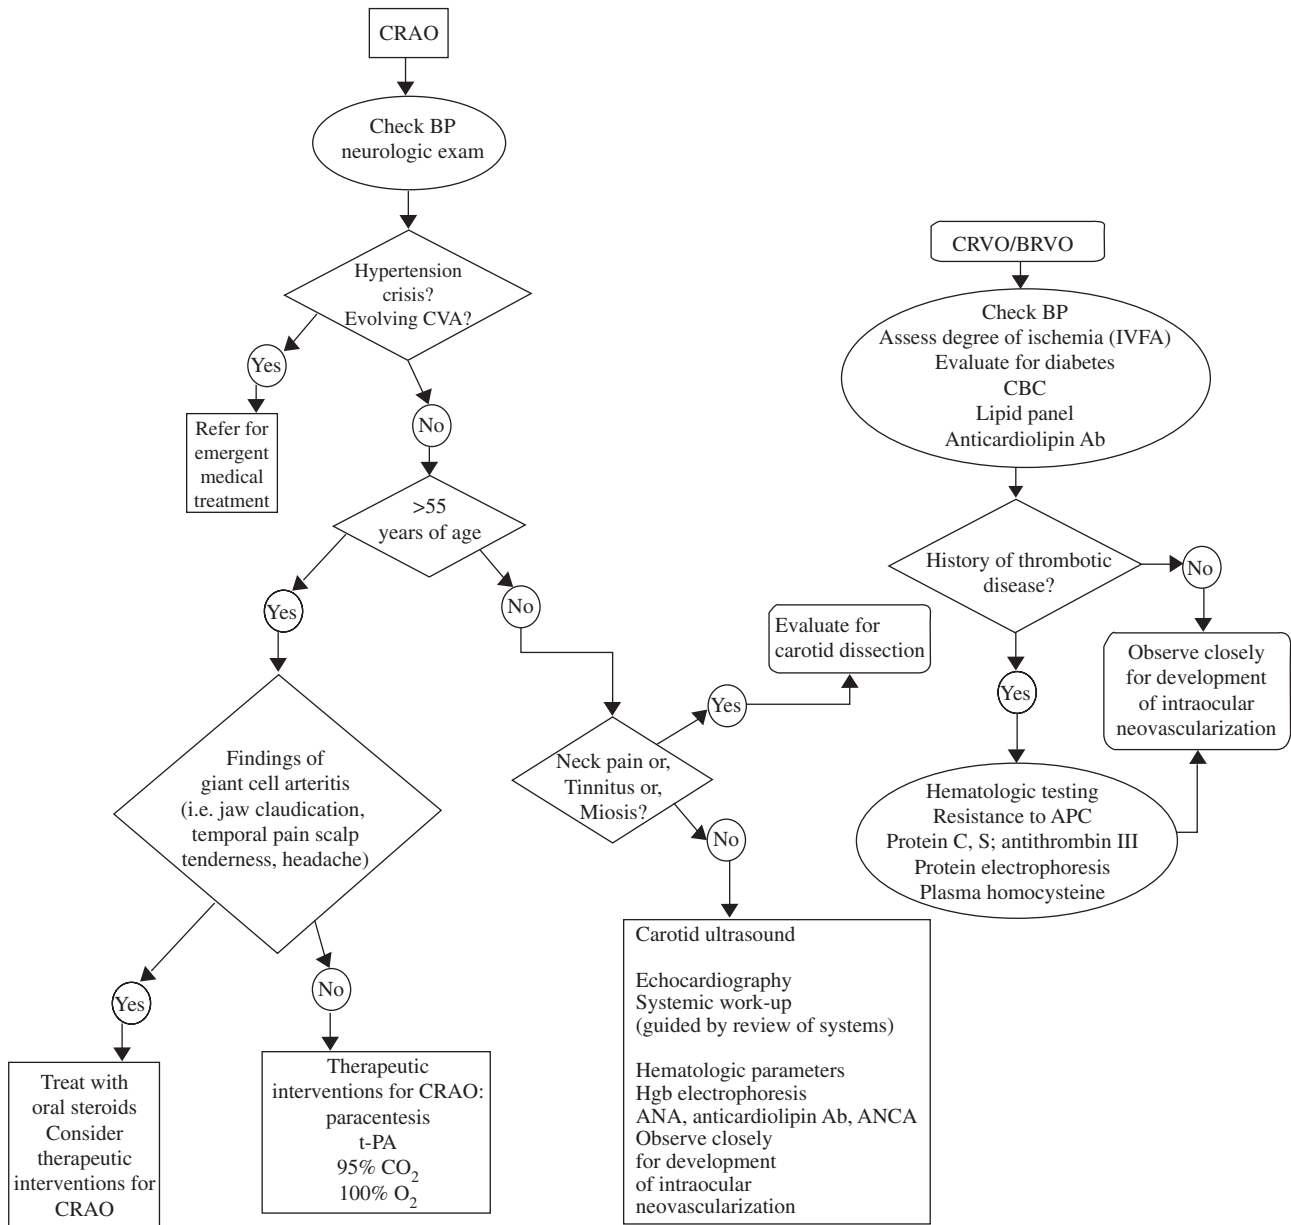 CRAO
Check BP
neurologic exam
Hypertension
crisis?
Evolving CVA?
Yes
Refer for
emergent
medical
treatment
No
>55
years of age
Yes
No
Findings of
giant cell arteritis
(i.e. jaw claudication,
temporal pain scalp
tenderness, headache)
Yes
No
Treat with
oral steroids
Consider
therapeutic
interventions for
CRAO
Therapeutic
interventions for CRAO:
paracentesis
t-PA
95% CO2
100% O2
Neck pain or,
Tinnitus or,
Miosis?
Yes
Evaluate for
carotid dissection
No
Carotid ultrasound
Echocardiography
Systemic work-up
(guided by review of systems)
Hematologic parameters
Hgb electrophoresis
ANA, anticardiolipin Ab, ANCA
Observe closely
for development
of intraocular
neovascularization
CRVO/BRVO
Check BP
Assess degree of ischemia (IVFA)
Evaluate for diabetes
CBC
Lipid panel
Anticardiolipin Ab
History of thrombotic
disease?
No
Yes
Observe closely
for development
of intraocular
neovascularization
Hematologic testing
Resistance to APC
Protein C, S; antithrombin III
Protein electrophoresis
Plasma homocysteine